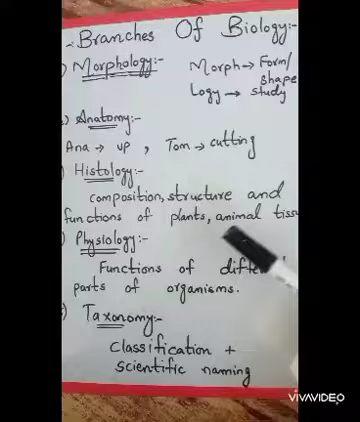 Branches Of Biology:-
) Morphology:- Morph→ Form/
shape
Logy → study
Anatomy:-
Ana → up , Tom → cutting
) Histology:-
composition, structure and
functions of plants, animal
) Physiology:-
Functions of
parts of organisms.
) Taxonomy:-
Classification +
scientific naming
VIVAVIDEO